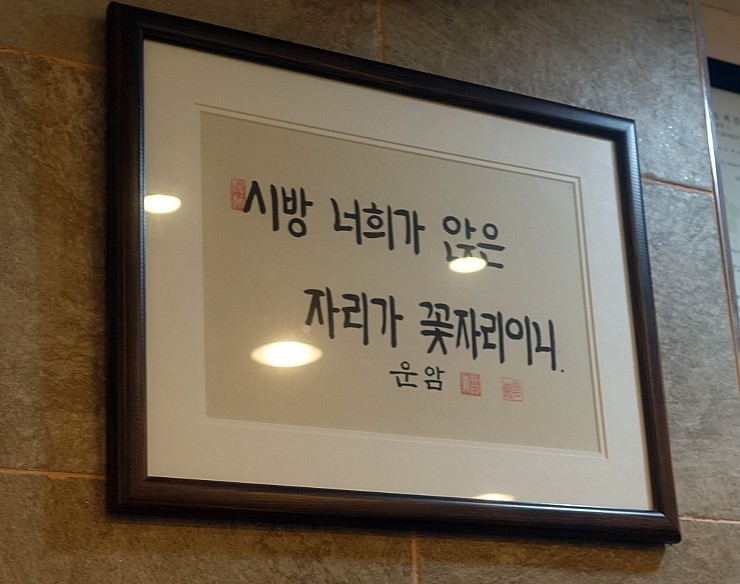 시방 너희가 앉은
자리가 꽃자리이니.
운암